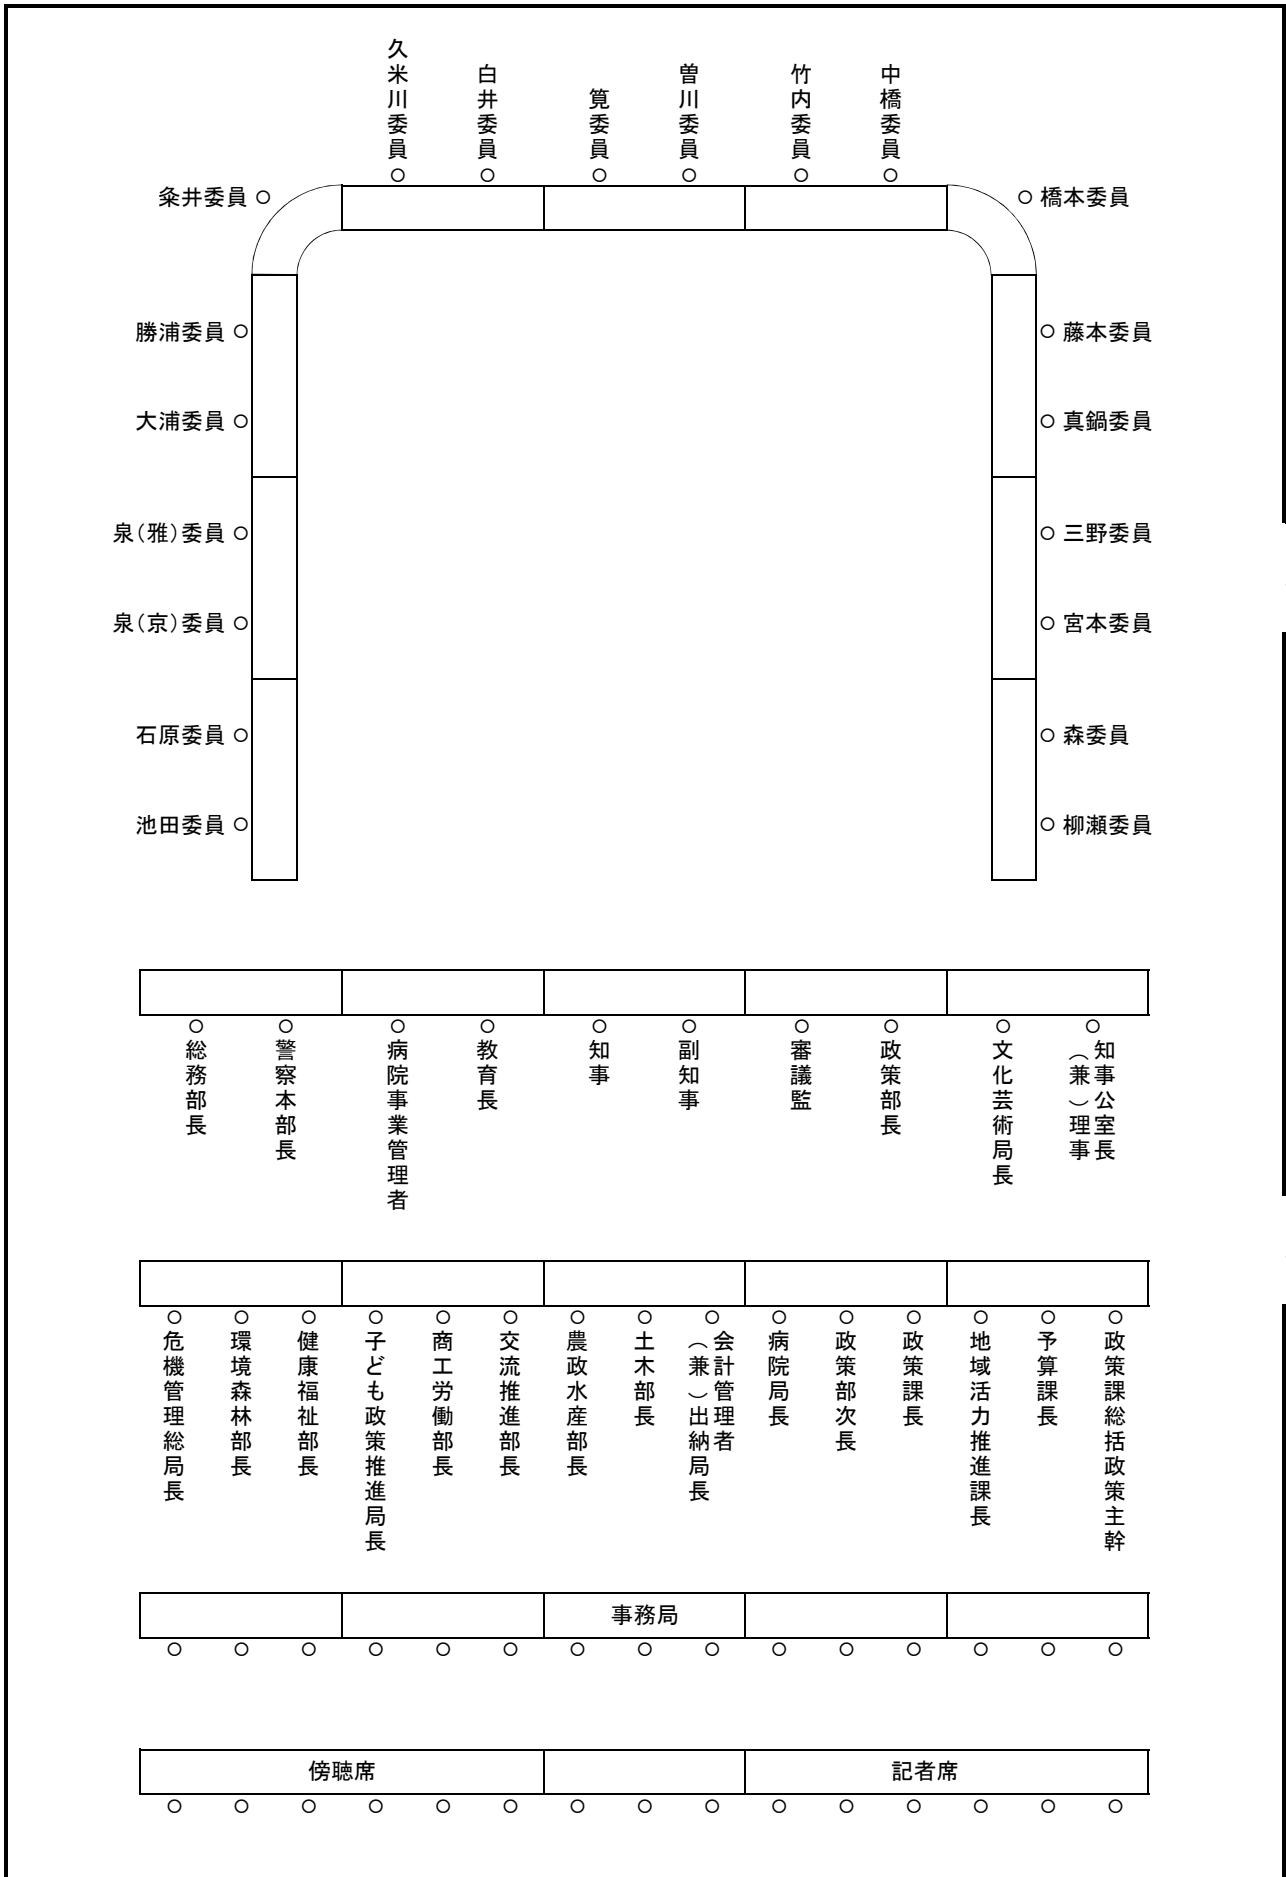 久米川委員
白井委員
筧委員
曽川委員
竹内委員
中橋委員
粂井委員
橋本委員
勝浦委員
藤本委員
大浦委員
真鍋委員
泉（雅）委員
三野委員
泉（京）委員
宮本委員
石原委員
森委員
池田委員
柳瀬委員
総務部長
警察本部長
病院事業管理者
教育長
知事
副知事
審議監
政策部長
文化芸術局長
知事公室長
（兼）理事
危機管理総局長
環境森林部長
健康福祉部長
子ども政策推進局長
商工労働部長
交流推進部長
農政水産部長
土木部長
会計管理者
（兼）出納局長
病院局長
政策部次長
政策課長
地域活力推進課長
予算課長
政策課総括政策主幹
事務局
傍聴席
記者席